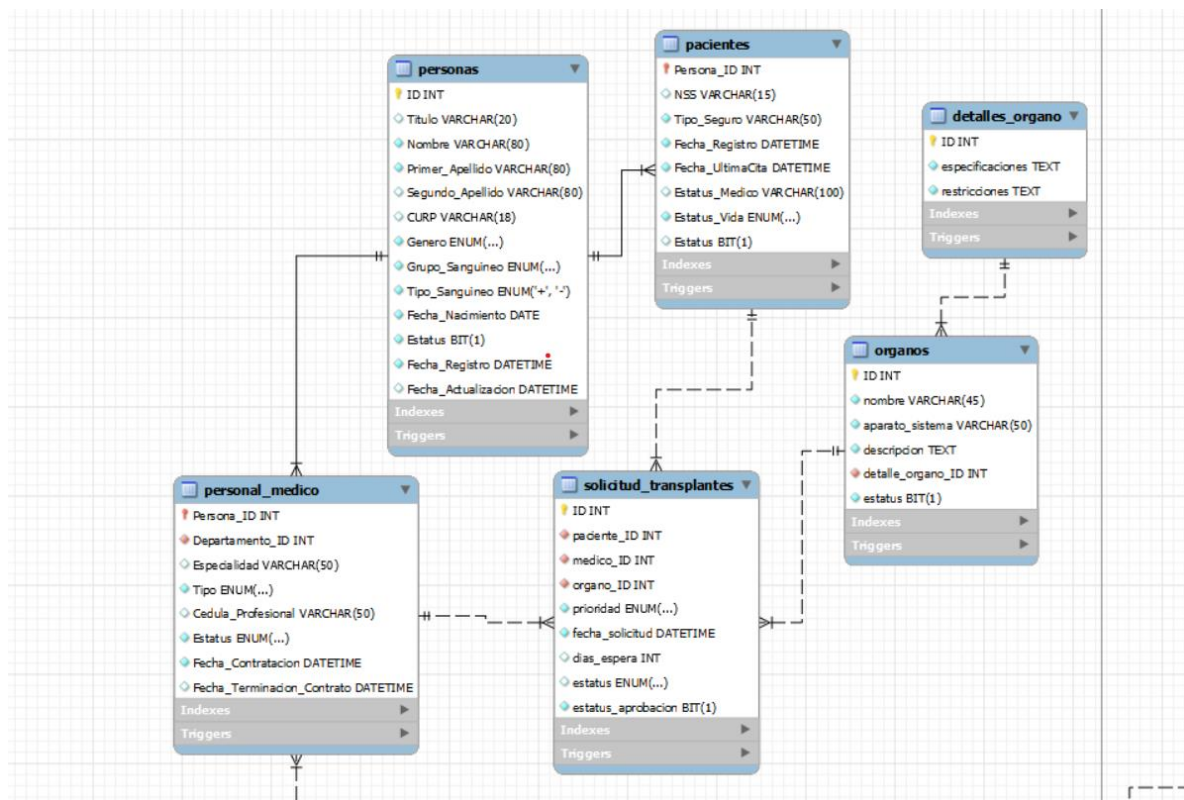 personas
ID INT
Titulo VARCHAR(20)
Nombre VARCHAR(80)
Primer_Apellido VARCHAR(80)
Segundo_Apellido VARCHAR(80)
CURP VARCHAR(18)
Genero ENUM(...)
Grupo_Sanguineo ENUM(...)
Tipo_Sanguineo ENUM('+', '-')
Fecha_Nacimiento DATE
Estatus BIT(1)
Fecha_Registro DATETIME
Fecha_Actualizacion DATETIME
Indexes
Triggers
pacientes
Persona_ID INT
NSS VARCHAR(15)
Tipo_Seguro VARCHAR(50)
Fecha_Registro DATETIME
Fecha_UltimaCita DATETIME
Estatus_Medico VARCHAR(100)
Estatus_Vida ENUM(...)
Estatus BIT(1)
Indexes
Triggers
detalles_organo
ID INT
especificaciones TEXT
restricciones TEXT
Indexes
Triggers
organos
ID INT
nombre VARCHAR(45)
aparato_sistema VARCHAR(50)
descripcion TEXT
detalle_organo_ID INT
estatus BIT(1)
Indexes
Triggers
personal_medico
Persona_ID INT
Departamento_ID INT
Especialidad VARCHAR(50)
Tipo ENUM(...)
Cedula_Profesional VARCHAR(50)
Estatus ENUM(...)
Fecha_Contratacion DATETIME
Fecha_Terminacion_Contrato DATETIME
Indexes
Triggers
solicitud_transplantes
ID INT
paciente_ID INT
medico_ID INT
organo_ID INT
prioridad ENUM(...)
fecha_solicitud DATETIME
dias_espera INT
estatus ENUM(...)
estatus_aprobacion BIT(1)
Indexes
Triggers